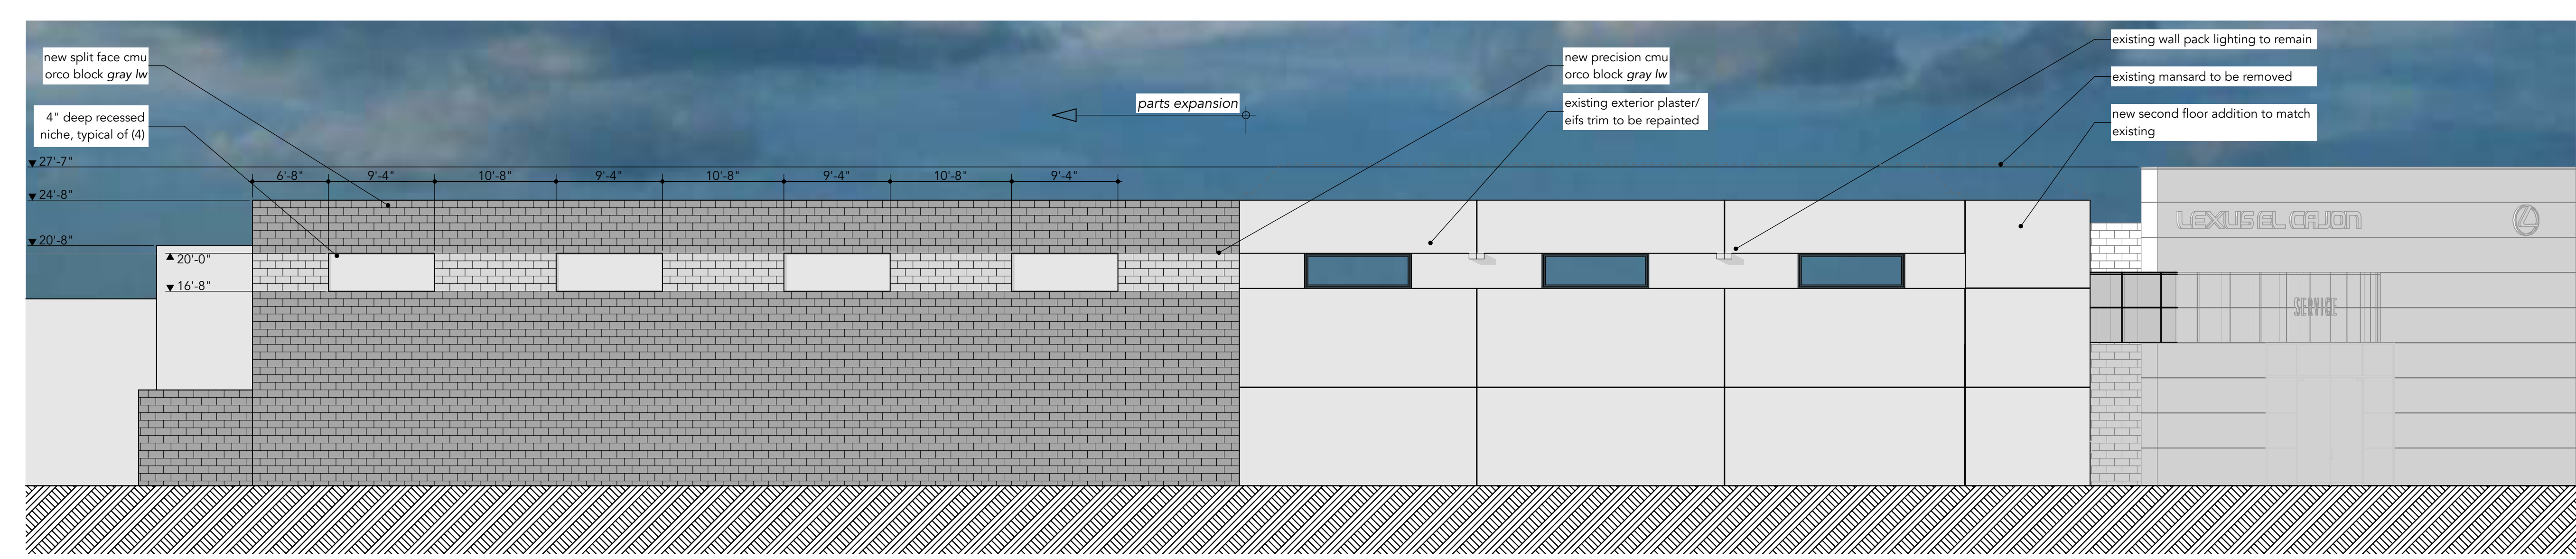 new split face cmu
orco block gray lw
4" deep recessed
niche, typical of (4)
27'-7"
24'-8"
20'-8"
20'-0"
16'-8"
6'-8"
9'-4"
10'-8"
9'-4"
10'-8"
9'-4"
10'-8"
9'-4"
parts expansion
new precision cmu
orco block gray lw
existing exterior plaster/
eifs trim to be repainted
existing wall pack lighting to remain
existing mansard to be removed
new second floor addition to match
existing
LEXUS EL CAJON
SERVICE